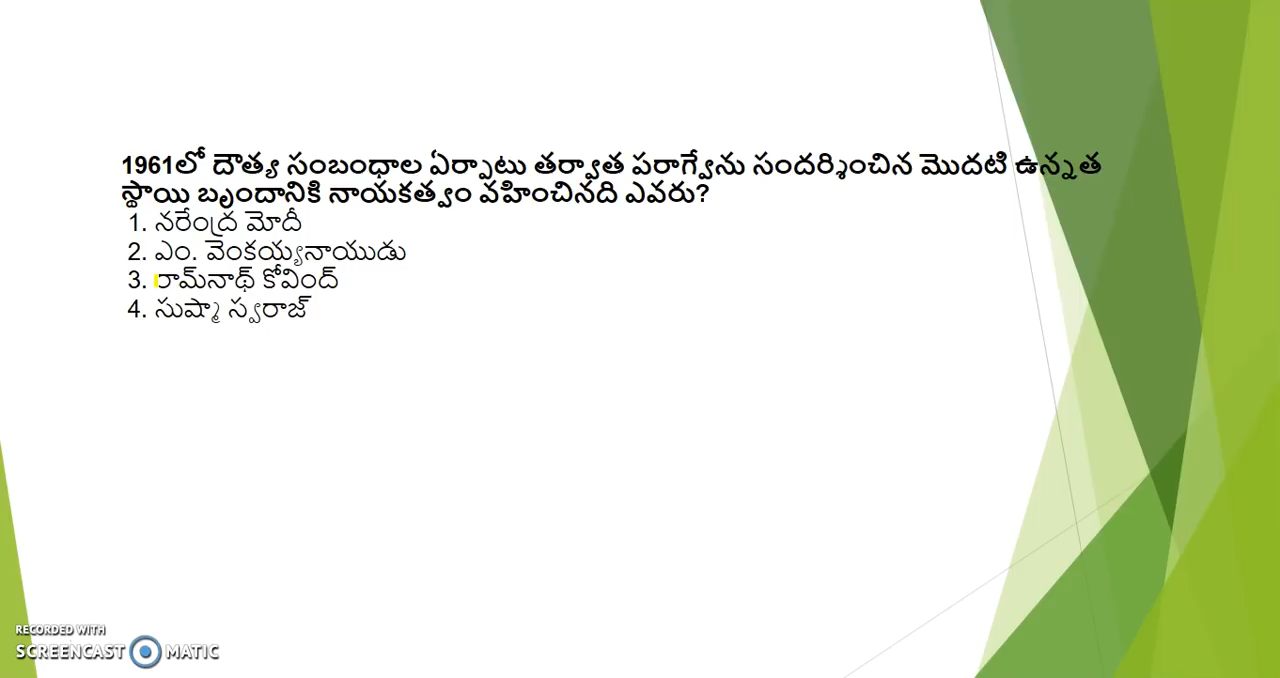 1961లో దౌత్య సంబంధాల ఏర్పాటు తర్వాత పరాగ్వేను సందర్శించిన మొదటి ఉన్నత
స్థాయి బృందానికి నాయకత్వం వహించినది ఎవరు?
1. నరేంద్ర మోదీ
2. ఎం. వెంకయ్యనాయుడు
3. రామ్‌నాథ్ కోవింద్
4. సుష్మా స్వరాజ్
RECORDED WITH
SCREENCAST MATIC